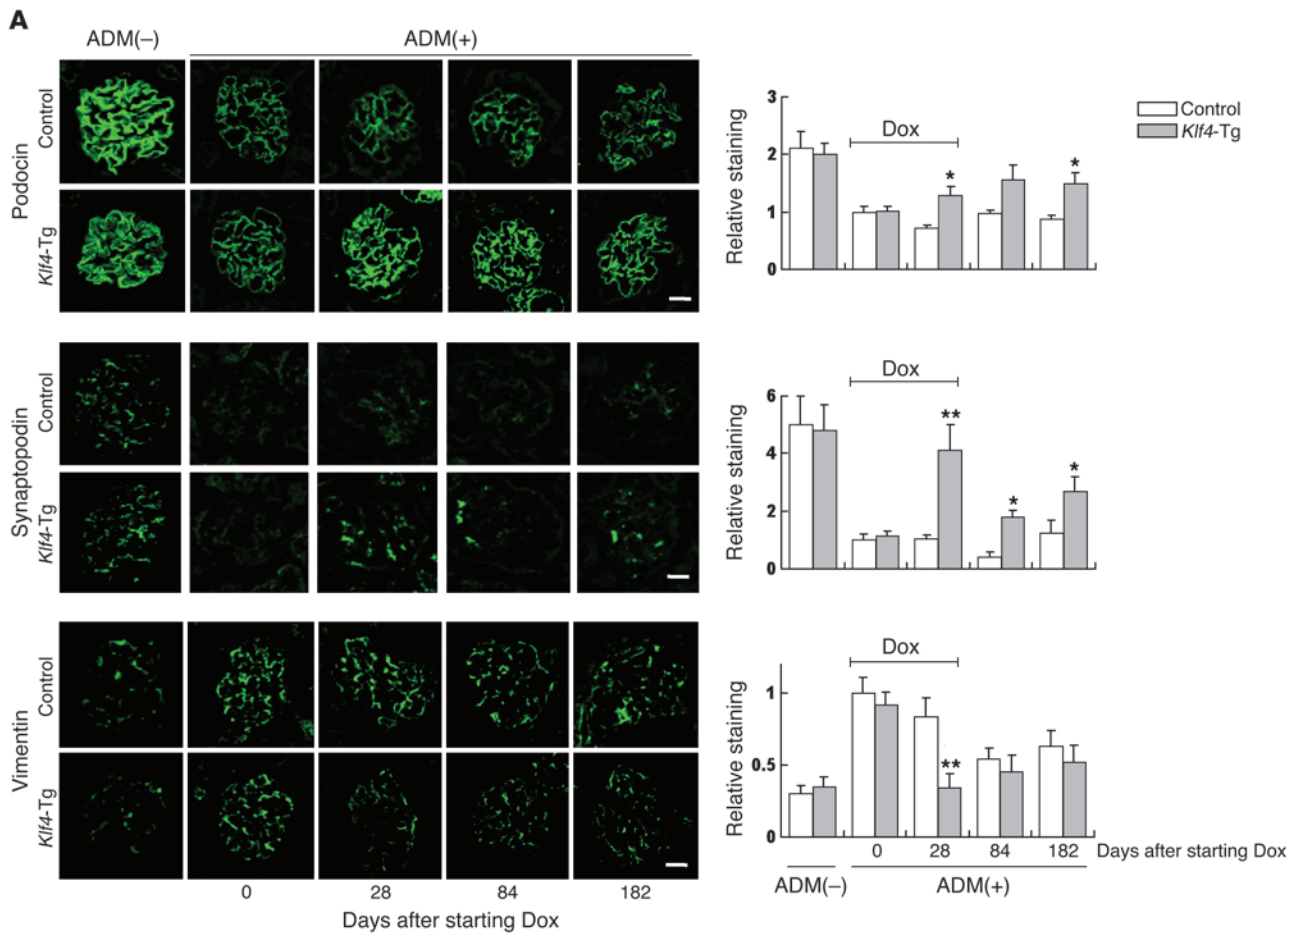 A
ADM(–)
ADM(+)
Podocin
Control
Klf4-Tg
Synaptopodin
Control
Klf4-Tg
Vimentin
Control
Klf4-Tg
0 28 84 182
Days after starting Dox
Control
Klf4-Tg
Relative staining
3
2
1
0
Dox
*
*
Relative staining
6
4
2
0
Dox
**
*
*
Relative staining
1
0.5
0
Dox
**
0 28 84 182 Days after starting Dox
ADM(–) ADM(+)